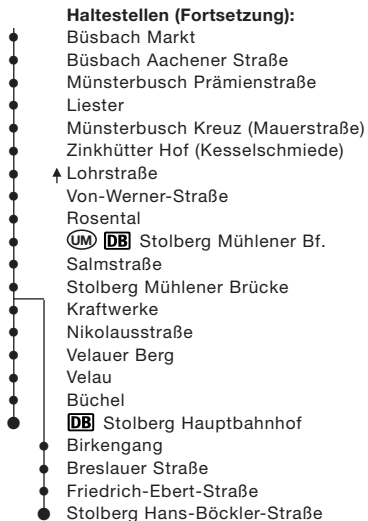 Haltestellen (Fortsetzung):
Büsbach Markt
Büsbach Aachener Straße
Münsterbusch Prämienstraße
Liester
Münsterbusch Kreuz (Mauerstraße)
Zinkhütter Hof (Kesselschmiede)
Lohrstraße
Von-Werner-Straße
Rosental
UM DB Stolberg Mühlener Bf.
Salmstraße
Stolberg Mühlener Brücke
Kraftwerke
Nikolausstraße
Velauer Berg
Velau
Büchel
DB Stolberg Hauptbahnhof
Birkengang
Breslauer Straße
Friedrich-Ebert-Straße
Stolberg Hans-Böckler-Straße